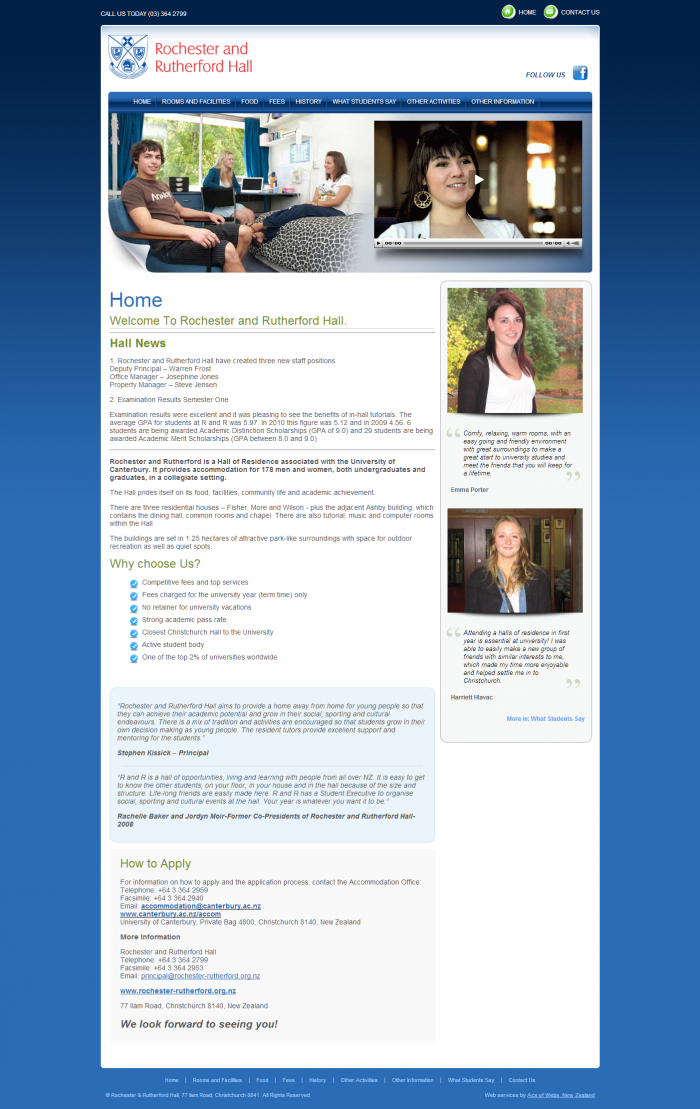 CALL US TODAY (03) 364 2799
HOME
CONTACT US
Rochester and
Rutherford Hall
FOLLOW US
HOME
ROOMS AND FACILITIES
FOOD
FEES
HISTORY
WHAT STUDENTS SAY
OTHER ACTIVITIES
OTHER INFORMATION
00:00
00:00
Home
Welcome To Rochester and Rutherford Hall.
Hall News
1. Rochester and Rutherford Hall have created three new staff positions
Deputy Principal – Warren Frost
Office Manager – Josephine Jones
Property Manager – Steve Jensen
2. Examination Results Semester One
Examination results were excellent and it was pleasing to see the benefits of in-hall tutorials. The
average GPA for students at R and R was 5.97. In 2010 this figure was 5.12 and in 2009 4.56. 6
students are being awarded Academic Distinction Scholarships (GPA of 9.0) and 29 students are being
awarded Academic Merit Scholarships (GPA between 8.0 and 9.0)
Rochester and Rutherford is a Hall of Residence associated with the University of
Canterbury. It provides accommodation for 178 men and women, both undergraduates and
graduates, in a collegiate setting.
The Hall prides itself on its food, facilities, community life and academic achievement.
There are three residential houses – Fisher, More and Wilson - plus the adjacent Ashby building, which
contains the dining hall, common rooms and chapel. There are also tutorial, music and computer rooms
within the Hall.
The buildings are set in 1.25 hectares of attractive park-like surroundings with space for outdoor
recreation as well as quiet spots.
Why choose Us?
Competitive fees and top services
Fees charged for the university year (term time) only
No retainer for university vacations
Strong academic pass rate
Closest Christchurch Hall to the University
Active student body
One of the top 2% of universities worldwide
"Rochester and Rutherford Hall aims to provide a home away from home for young people so that
they can achieve their academic potential and grow in their social, sporting and cultural
endeavours. There is a mix of tradition and activities are encouraged so that students grow in their
own decision making as young people. The resident tutors provide excellent support and
mentoring for the students."
Stephen Kissick – Principal
"R and R is a hall of opportunities, living and learning with people from all over NZ. It is easy to get
to know the other students, on your floor, in your house and in the hall because of the size and
structure. Life-long friends are easily made here. R and R has a Student Executive to organise
social, sporting and cultural events at the hall. Your year is whatever you want it to be."
Rachelle Baker and Jordyn Moir-Former Co-Presidents of Rochester and Rutherford Hall-
2008
How to Apply
For information on how to apply and the application process, contact the Accommodation Office:
Telephone: +64 3 364 2959
Facsimile: +64 3 364 2940
Email: accommodation@canterbury.ac.nz
www.canterbury.ac.nz/accom
University of Canterbury, Private Bag 4800, Christchurch 8140, New Zealand
More Information
Rochester and Rutherford Hall
Telephone: +64 3 364 2799
Facsimile: +64 3 364 2953
Email: principal@rochester-rutherford.org.nz
www.rochester-rutherford.org.nz
77 Ilam Road, Christchurch 8140, New Zealand
We look forward to seeing you!
Comfy, relaxing, warm rooms, with an
easy going and friendly environment
with great surroundings to make a
great start to university studies and
meet the friends that you will keep for
a lifetime.
Emma Porter
Attending a halls of residence in first
year is essential at university! I was
able to easily make a new group of
friends with similar interests to me,
which made my time more enjoyable
and helped settle me in to
Christchurch.
Harriett Hlavac
More in: What Students Say
Home | Rooms and Facilities | Food | Fees | History | Other Activities | Other Information | What Students Say | Contact Us
© Rochester & Rutherford Hall, 77 Ilam Road, Christchurch 8041. All Rights Reserved
Web services by Ace of Webs, New Zealand